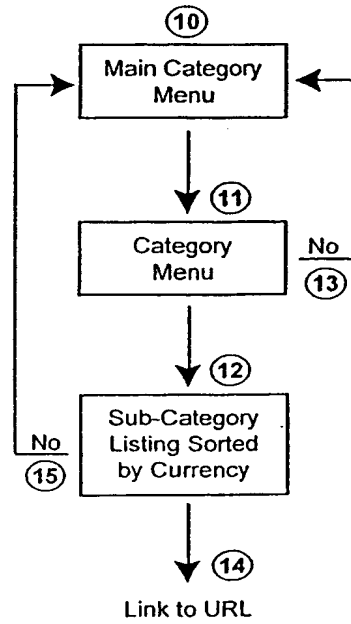 10
Main Category
Menu
11
Category
Menu
No
13
12
Sub-Category
Listing Sorted
by Currency
No
15
14
Link to URL